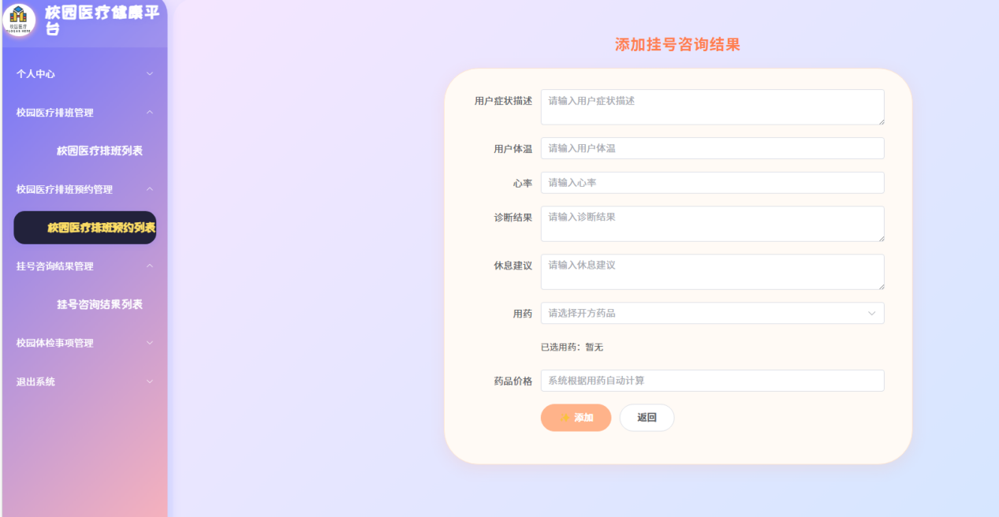 校园医疗健康平
台
校园医疗
个人中心
校园医疗排班管理
校园医疗排班列表
校园医疗排班预约管理
校园医疗排班预约列表
挂号咨询结果管理
挂号咨询结果列表
校园体检事项管理
退出系统
添加挂号咨询结果
用户症状描述 请输入用户症状描述
用户体温 请输入用户体温
心率 请输入心率
诊断结果 请输入诊断结果
休息建议 请输入休息建议
用药 请选择开方药品
已选用药：暂无
药品价格 系统根据用药自动计算
添加 返回